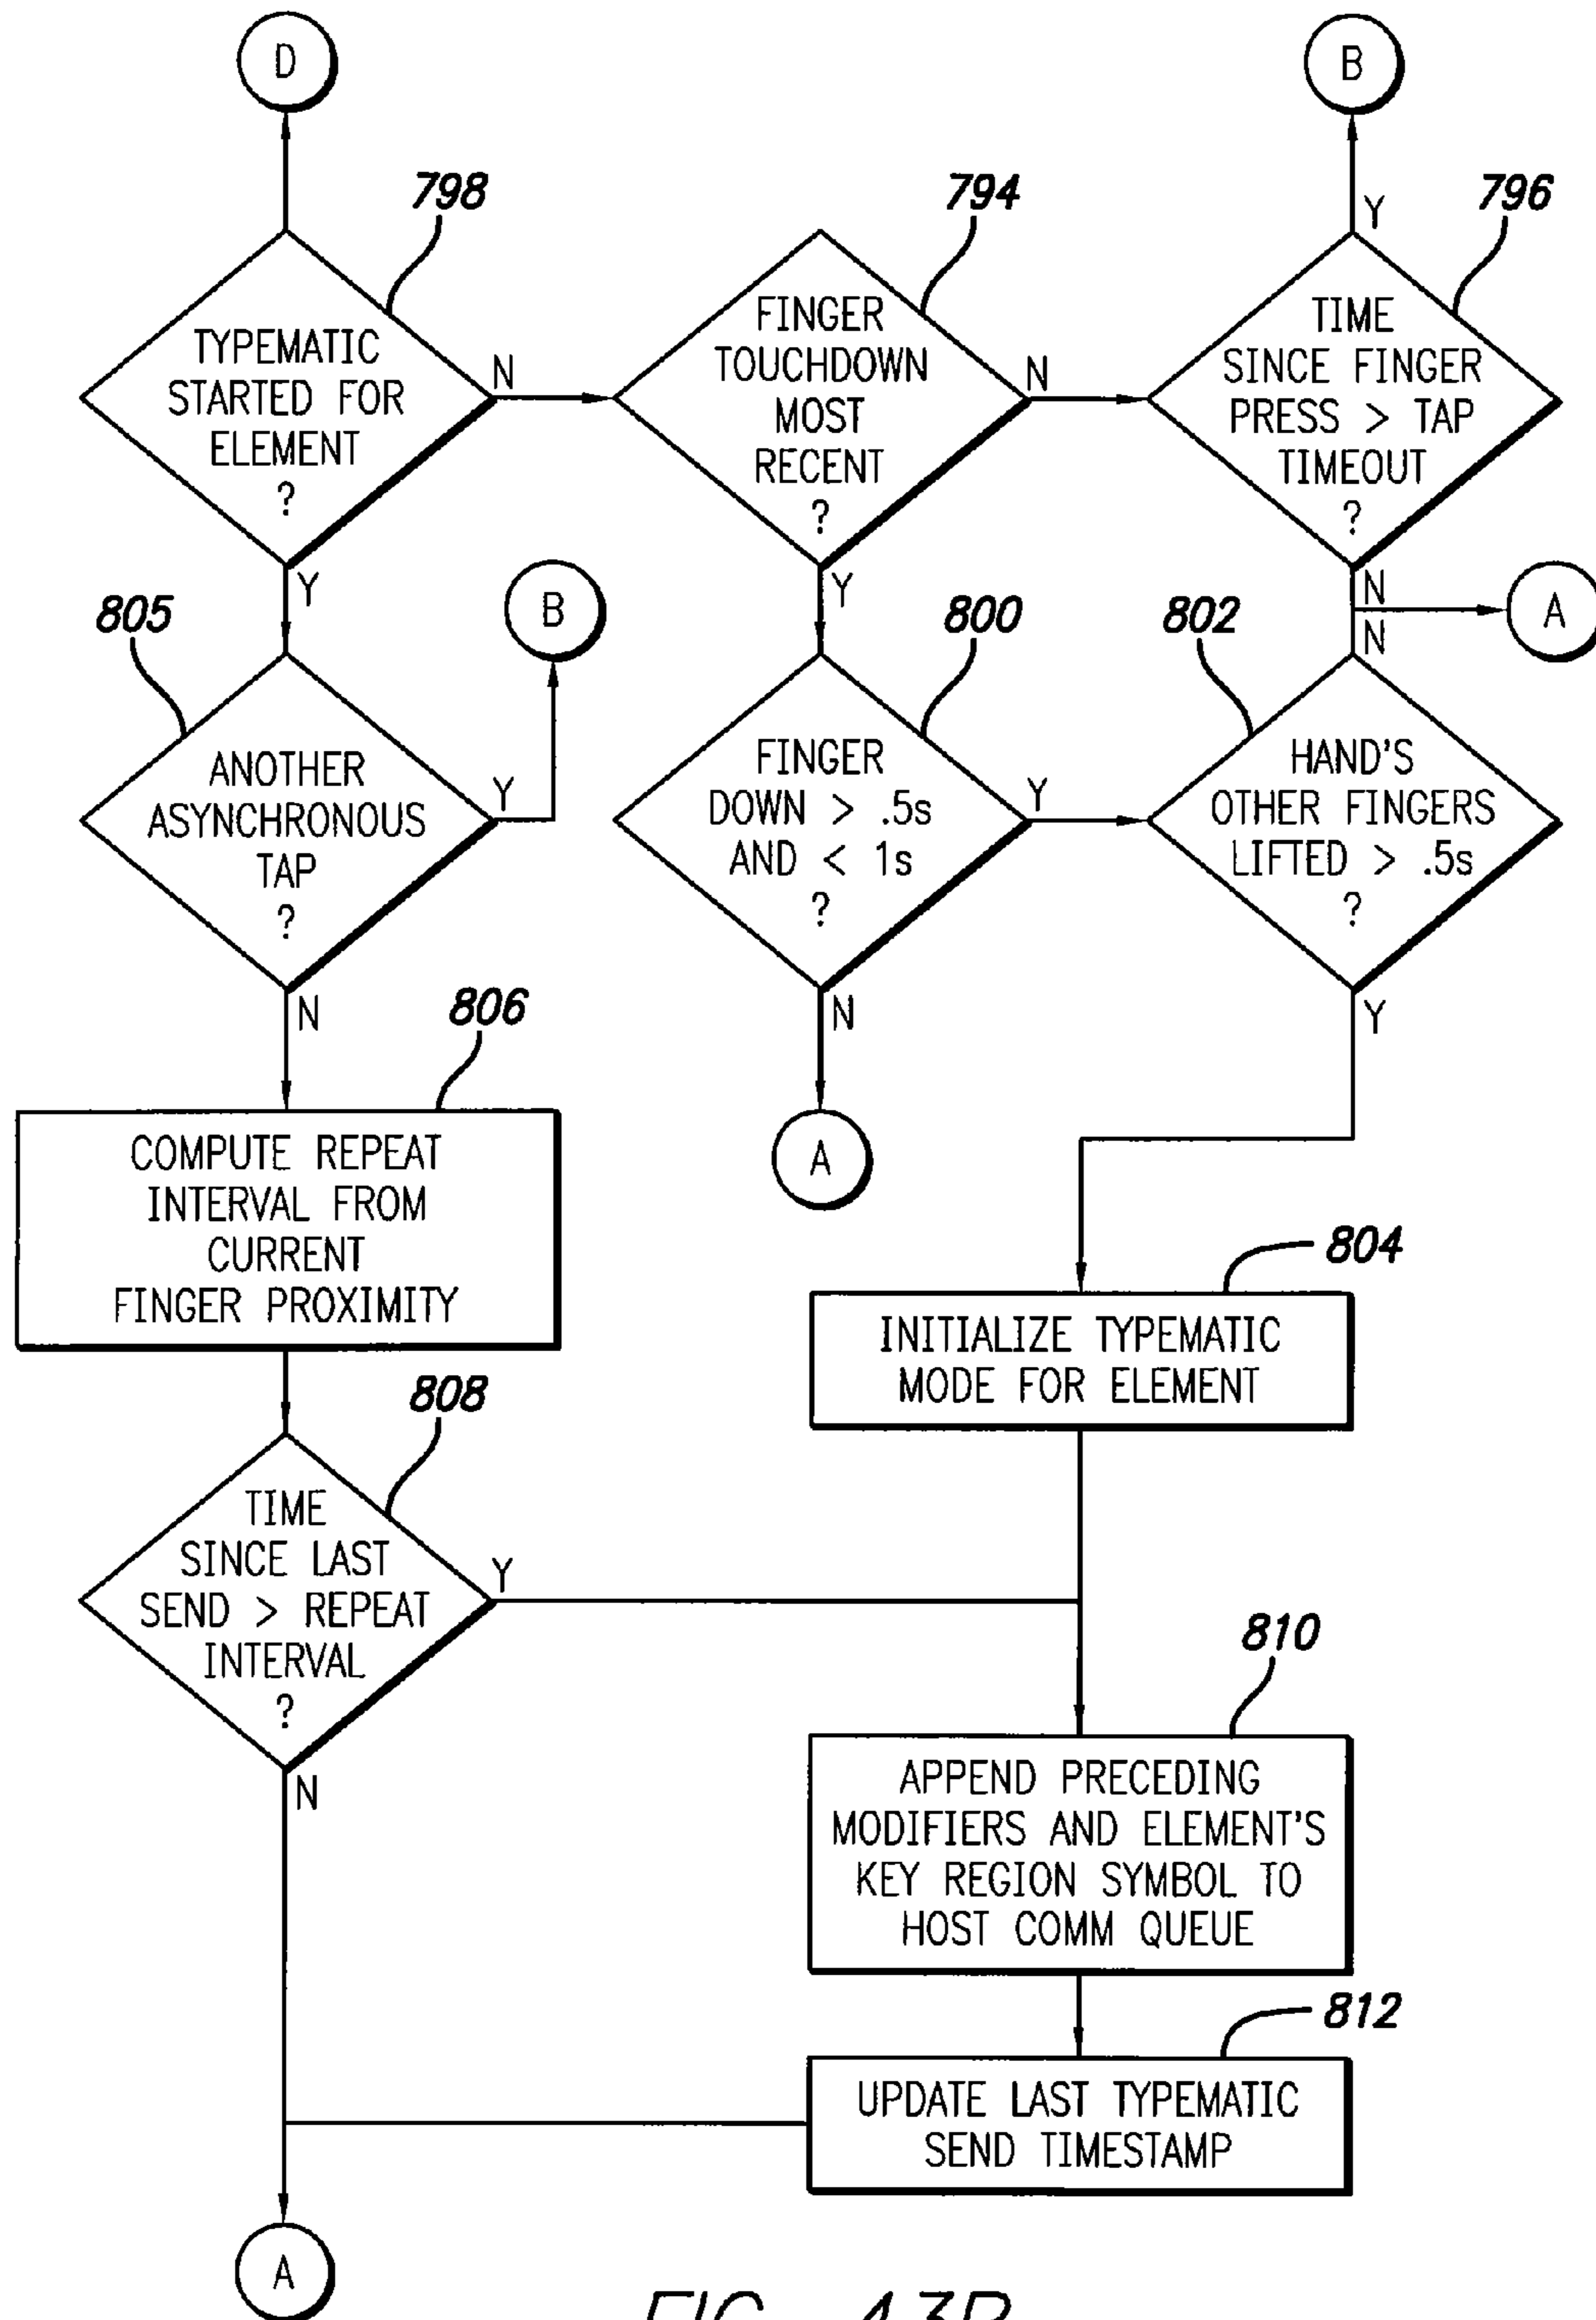 D
B
798
794
796
Y
TYPEMATIC
STARTED FOR
ELEMENT
?
N
FINGER
TOUCHDOWN
MOST
RECENT
?
N
TIME
SINCE FINGER
PRESS > TAP
TIMEOUT
?
Y
Y
N
A
N
805
B
800
802
ANOTHER
ASYNCHRONOUS
TAP
?
Y
FINGER
DOWN > .5s
AND < 1s
?
Y
HAND'S
OTHER FINGERS
LIFTED > .5s
?
N
N
Y
806
COMPUTE REPEAT
INTERVAL FROM
CURRENT
FINGER PROXIMITY
A
804
INITIALIZE TYPEMATIC
MODE FOR ELEMENT
808
TIME
SINCE LAST
SEND > REPEAT
INTERVAL
?
Y
N
810
APPEND PRECEDING
MODIFIERS AND ELEMENT'S
KEY REGION SYMBOL TO
HOST COMM QUEUE
812
UPDATE LAST TYPEMATIC
SEND TIMESTAMP
A
FIG. 43B